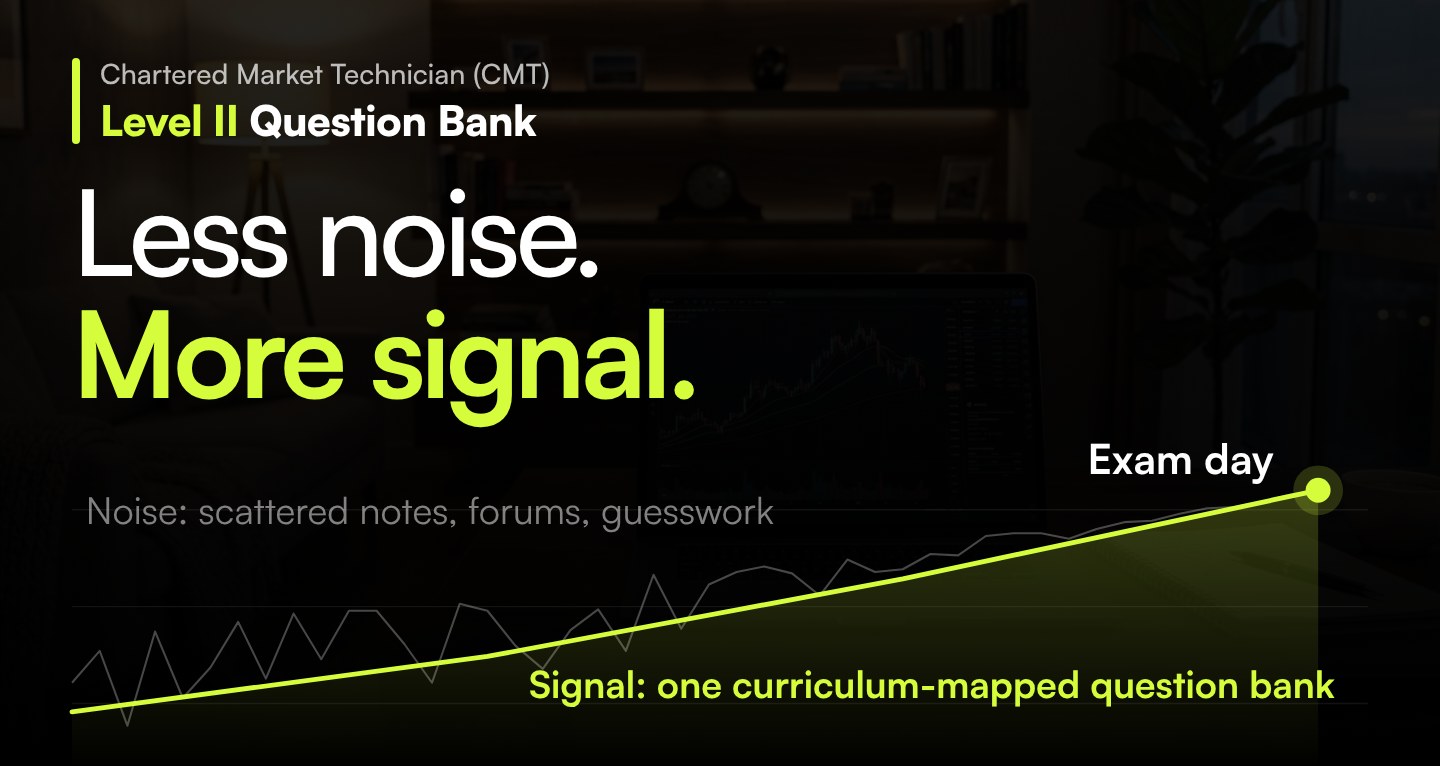 Chartered Market Technician (CMT)
Level II Question Bank
Less noise.
More signal.
Exam day
Noise: scattered notes, forums, guesswork
Signal: one curriculum-mapped question bank